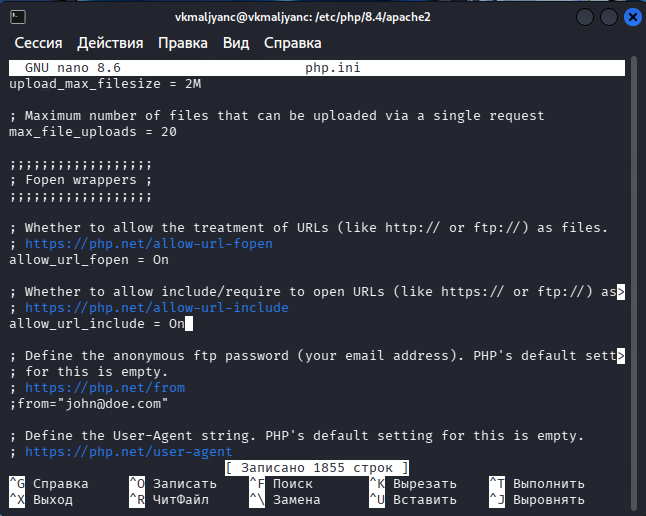 vkmaljyanc@vkmaljyanc: /etc/php/8.4/apache2
Сессия Действия Правка Вид Справка
GNU nano 8.6 php.ini
upload_max_filesize = 2M
; Maximum number of files that can be uploaded via a single request
max_file_uploads = 20
;;;;;;;;;;;;;;;;;;
; Fopen wrappers ;
;;;;;;;;;;;;;;;;;;
; Whether to allow the treatment of URLs (like http:// or ftp://) as files.
; https://php.net/allow-url-fopen
allow_url_fopen = On
; Whether to allow include/require to open URLs (like https:// or ftp://) as>
; https://php.net/allow-url-include
allow_url_include = On
; Define the anonymous ftp password (your email address). PHP's default sett>
; for this is empty.
; https://php.net/from
;from="john@doe.com"
; Define the User-Agent string. PHP's default setting for this is empty.
; https://php.net/user-agent
[ Записано 1855 строк ]
^G Справка ^O Записать ^F Поиск ^K Вырезать ^T Выполнить
^X Выход ^R ЧитФайл ^\ Замена ^U Вставить ^J Выровнять